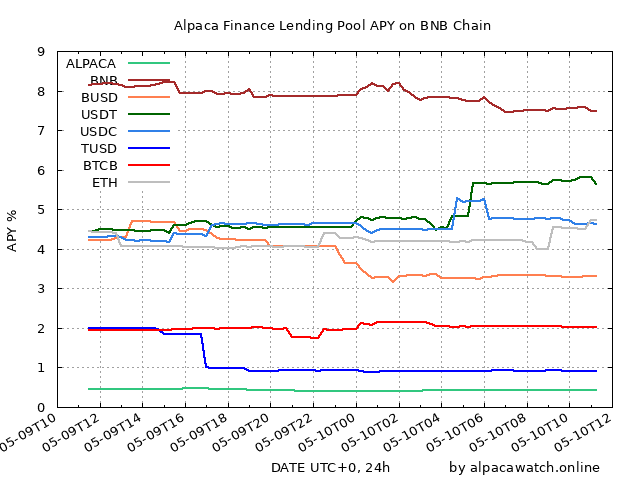 Alpaca Finance Lending Pool APY on BNB Chain
APY %
9
8
7
6
5
4
3
2
1
0
ALPACA
BNB
BUSD
USDT
USDC
TUSD
BTCB
ETH
05-09T10
05-09T12
05-09T14
05-09T16
05-09T18
05-09T20
05-09T22
05-10T00
05-10T02
05-10T04
05-10T06
05-10T08
05-10T10
05-10T12
DATE UTC+0, 24h
by alpacawatch.online